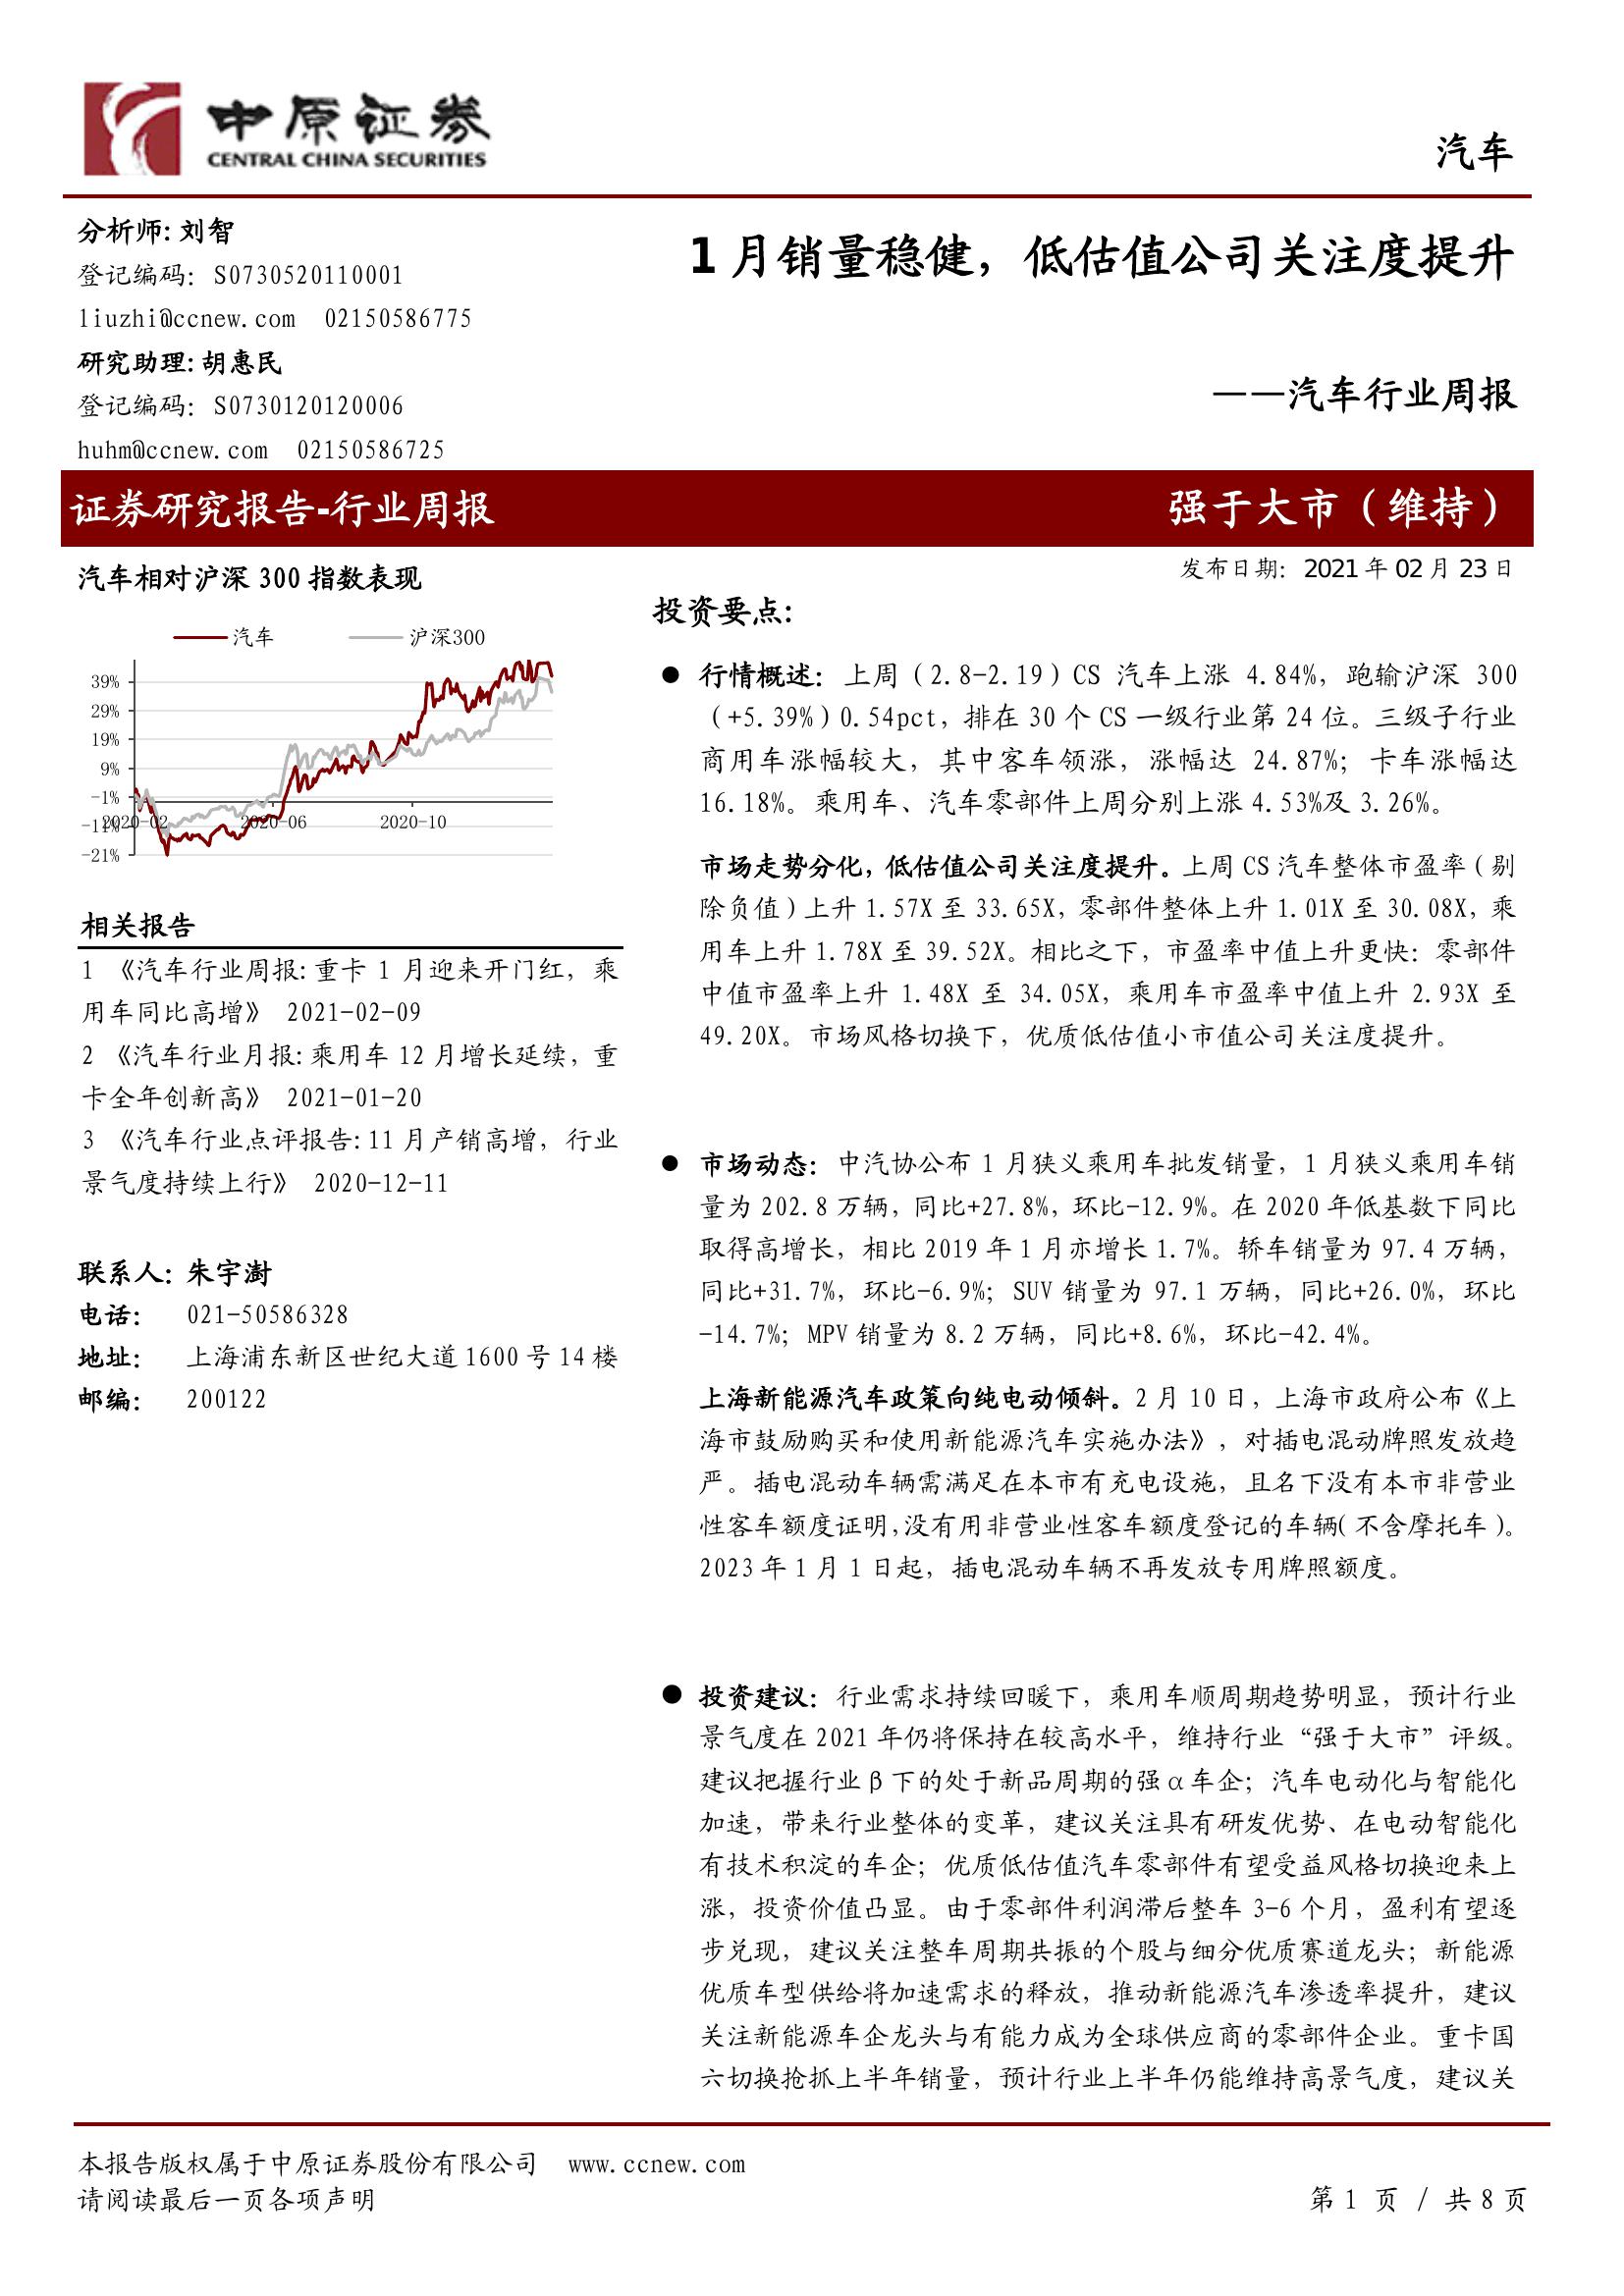 中原证券
CENTRAL CHINA SECURITIES
汽车
分析师: 刘智
登记编码：S0730520110001
liuzhi@ccnew.com 02150586775
研究助理: 胡惠民
登记编码：S0730120120006
huhm@ccnew.com 02150586725
1 月销量稳健，低估值公司关注度提升
——汽车行业周报
证券研究报告-行业周报
强于大市（维持）
汽车相对沪深 300 指数表现
汽车
沪深300
39%
29%
19%
9%
-1%
-11%
-21%
2020-02
2020-06
2020-10
相关报告
1 《汽车行业周报: 重卡 1 月迎来开门红，乘
用车同比高增》 2021-02-09
2 《汽车行业月报: 乘用车 12 月增长延续，重
卡全年创新高》 2021-01-20
3 《汽车行业点评报告: 11 月产销高增，行业
景气度持续上行》 2020-12-11
联系人: 朱宇澍
电话: 021-50586328
地址: 上海浦东新区世纪大道 1600 号 14 楼
邮编: 200122
发布日期：2021 年 02 月 23 日
投资要点:
● 行情概述：上周（2.8-2.19）CS 汽车上涨 4.84%，跑输沪深 300
（+5.39%）0.54pct，排在 30 个 CS 一级行业第 24 位。三级子行业
商用车涨幅较大，其中客车领涨，涨幅达 24.87%；卡车涨幅达
16.18%。乘用车、汽车零部件上周分别上涨 4.53%及 3.26%。
市场走势分化，低估值公司关注度提升。上周 CS 汽车整体市盈率（剔
除负值）上升 1.57X 至 33.65X，零部件整体上升 1.01X 至 30.08X，乘
用车上升 1.78X 至 39.52X。相比之下，市盈率中值上升更快：零部件
中值市盈率上升 1.48X 至 34.05X，乘用车市盈率中值上升 2.93X 至
49.20X。市场风格切换下，优质低估值小市值公司关注度提升。
● 市场动态：中汽协公布 1 月狭义乘用车批发销量，1 月狭义乘用车销
量为 202.8 万辆，同比+27.8%，环比-12.9%。在 2020 年低基数下同比
取得高增长，相比 2019 年 1 月亦增长 1.7%。轿车销量为 97.4 万辆，
同比+31.7%，环比-6.9%；SUV 销量为 97.1 万辆，同比+26.0%，环比
-14.7%；MPV 销量为 8.2 万辆，同比+8.6%，环比-42.4%。
上海新能源汽车政策向纯电动倾斜。2 月 10 日，上海市政府公布《上
海市鼓励购买和使用新能源汽车实施办法》，对插电混动牌照发放趋
严。插电混动车辆需满足在本市有充电设施，且名下没有本市非营业
性客车额度证明，没有用非营业性客车额度登记的车辆（不含摩托车）。
2023 年 1 月 1 日起，插电混动车辆不再发放专用牌照额度。
● 投资建议：行业需求持续回暖下，乘用车顺周期趋势明显，预计行业
景气度在 2021 年仍将保持在较高水平，维持行业“强于大市”评级。
建议把握行业 β 下的处于新品周期的强 α 车企；汽车电动化与智能化
加速，带来行业整体的变革，建议关注具有研发优势、在电动智能化
有技术积淀的车企；优质低估值汽车零部件有望受益风格切换迎来上
涨，投资价值凸显。由于零部件利润滞后整车 3-6 个月，盈利有望逐
步兑现，建议关注整车周期共振的个股与细分优质赛道龙头；新能源
优质车型供给将加速需求的释放，推动新能源汽车渗透率提升，建议
关注新能源车企龙头与有能力成为全球供应商的零部件企业。重卡国
六切换抢抓上半年销量，预计行业上半年仍能维持高景气度，建议关
本报告版权属于中原证券股份有限公司 www.ccnew.com
请阅读最后一页各项声明
第 1 页 / 共 8 页